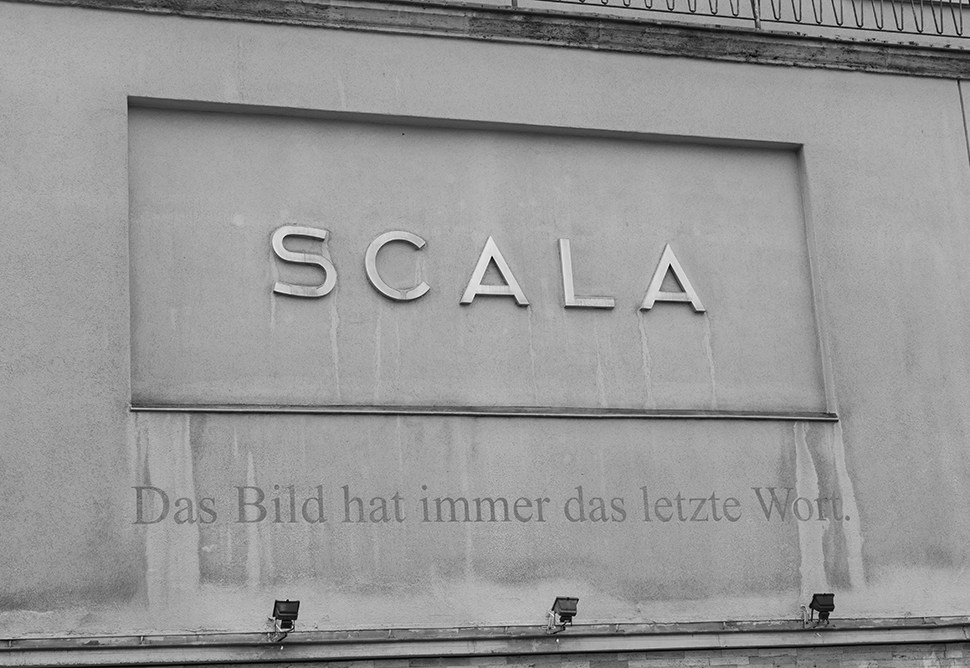 SCALA
Das Bild hat immer das letzte Wort.